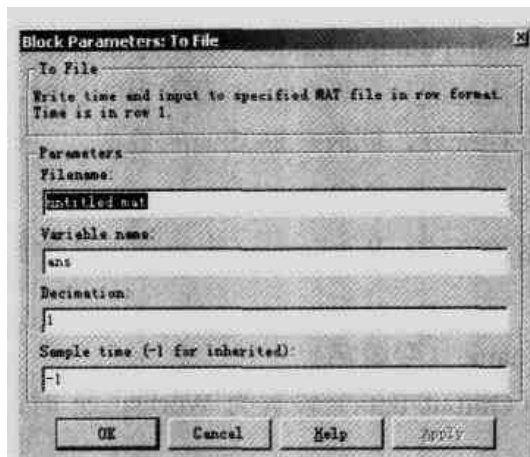 Block Parameters: To File
To File
Write time and input to specified MAT file in row format.
Time is in row 1.
Parameters
Filename:
untitled.mat
Variable name:
ans
Decimation:
1
Sample time (-1 for inherited):
-1
OK
Cancel
Help
Apply